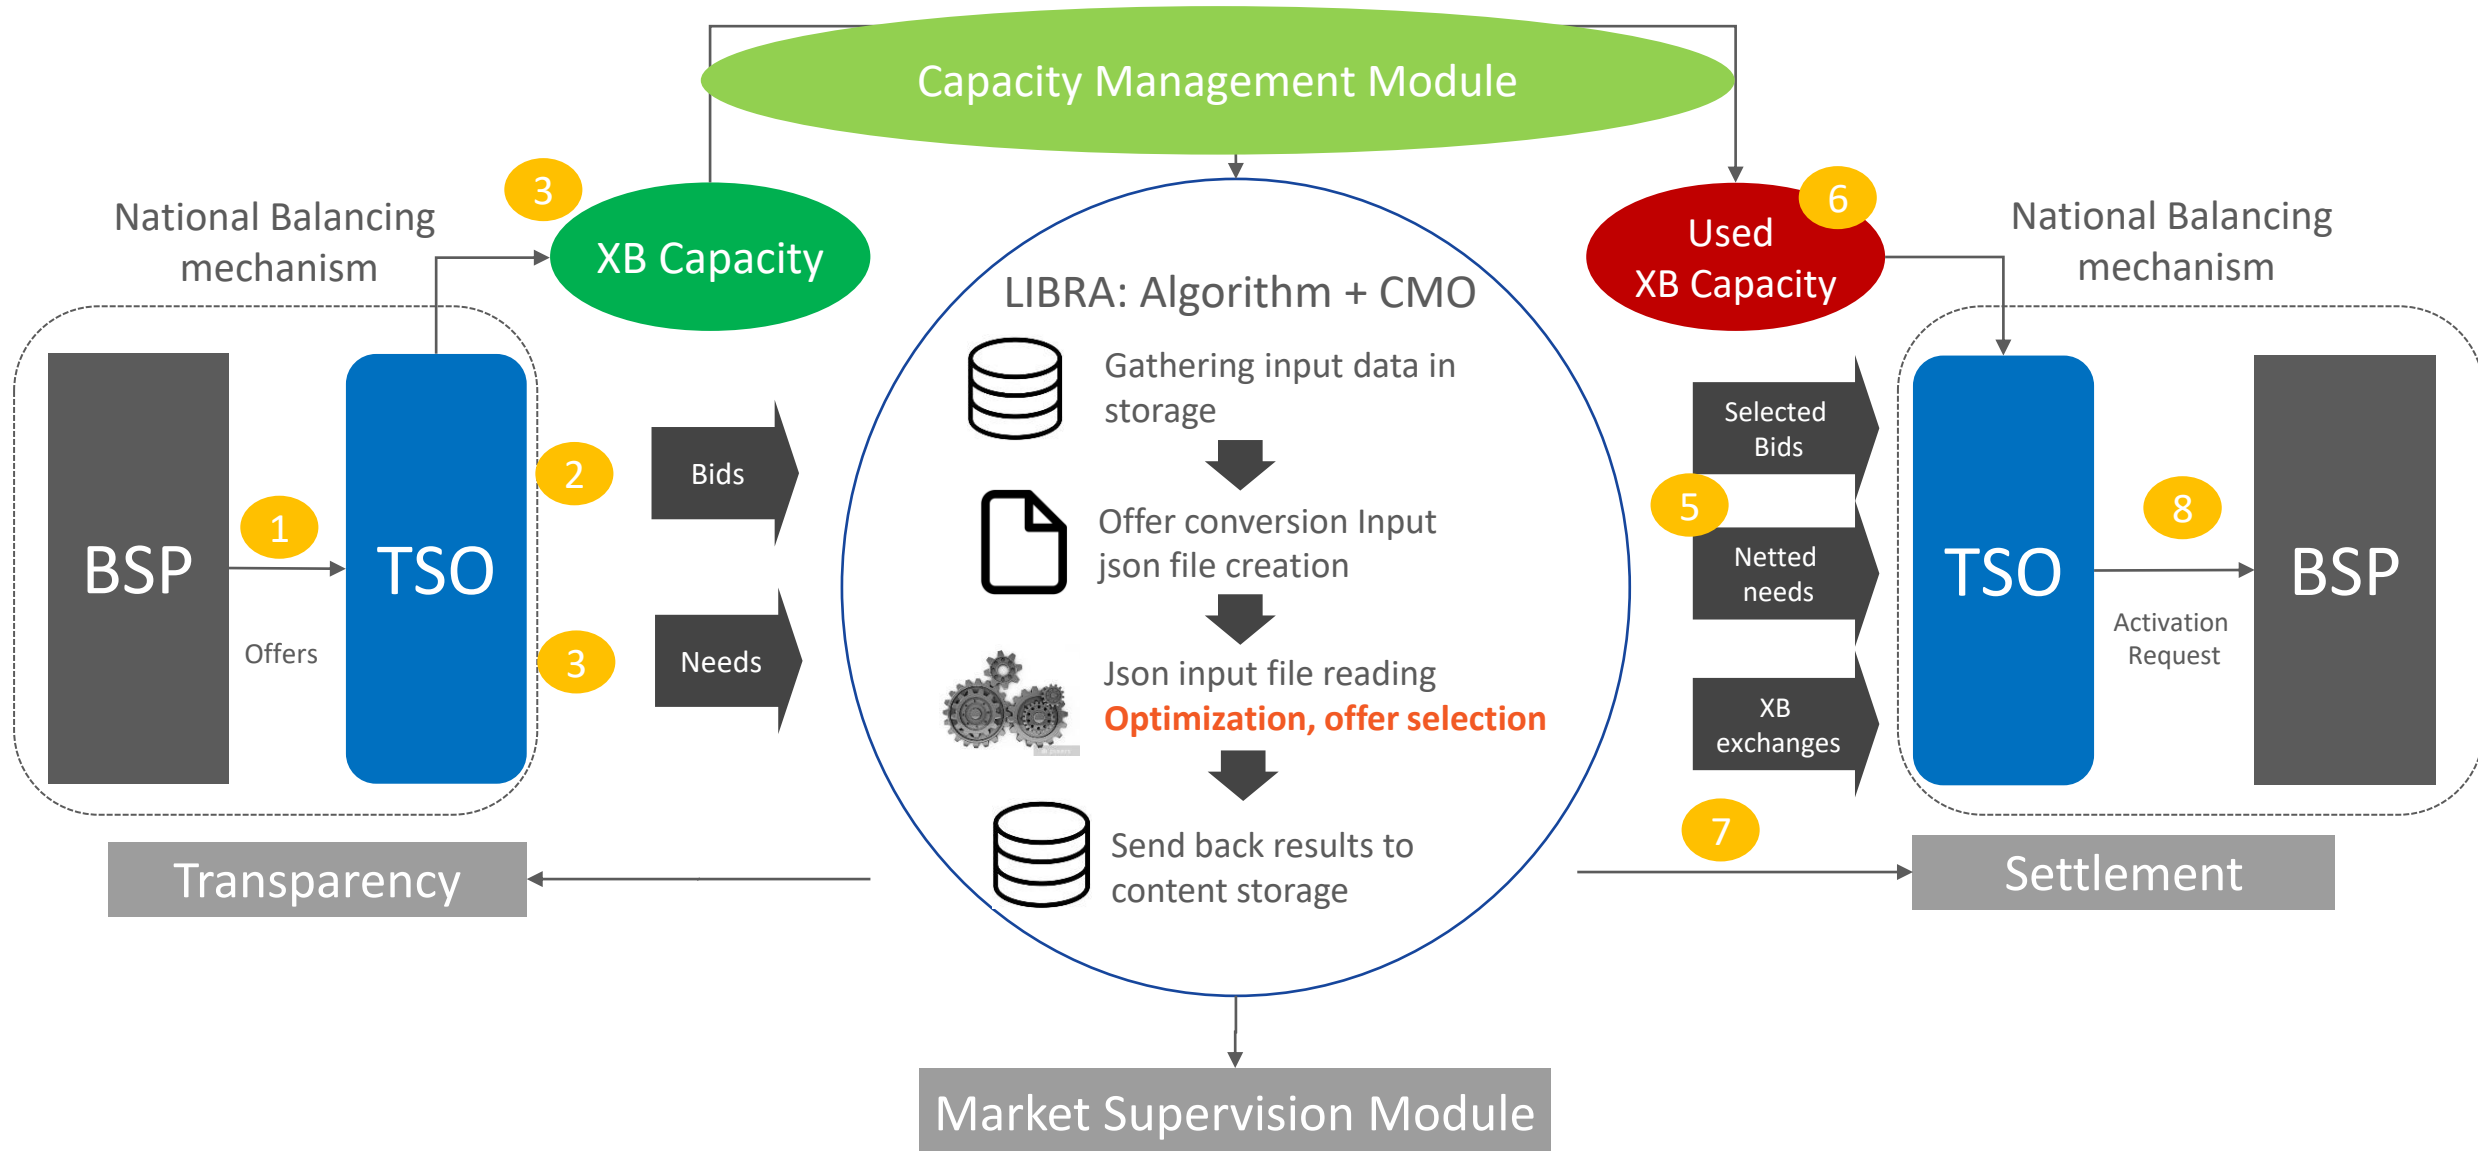 Capacity Management Module
3
XB Capacity
6
Used
XB Capacity
National Balancing
mechanism
National Balancing
mechanism
LIBRA: Algorithm + CMO
Gathering input data in
storage
Offer conversion Input
json file creation
Json input file reading
Optimization, offer selection
Send back results to
content storage
BSP
1
Offers
TSO
2
Bids
3
Needs
Selected
Bids
5
Netted
needs
XB
exchanges
TSO
8
Activation
Request
BSP
7
Transparency
Settlement
Market Supervision Module